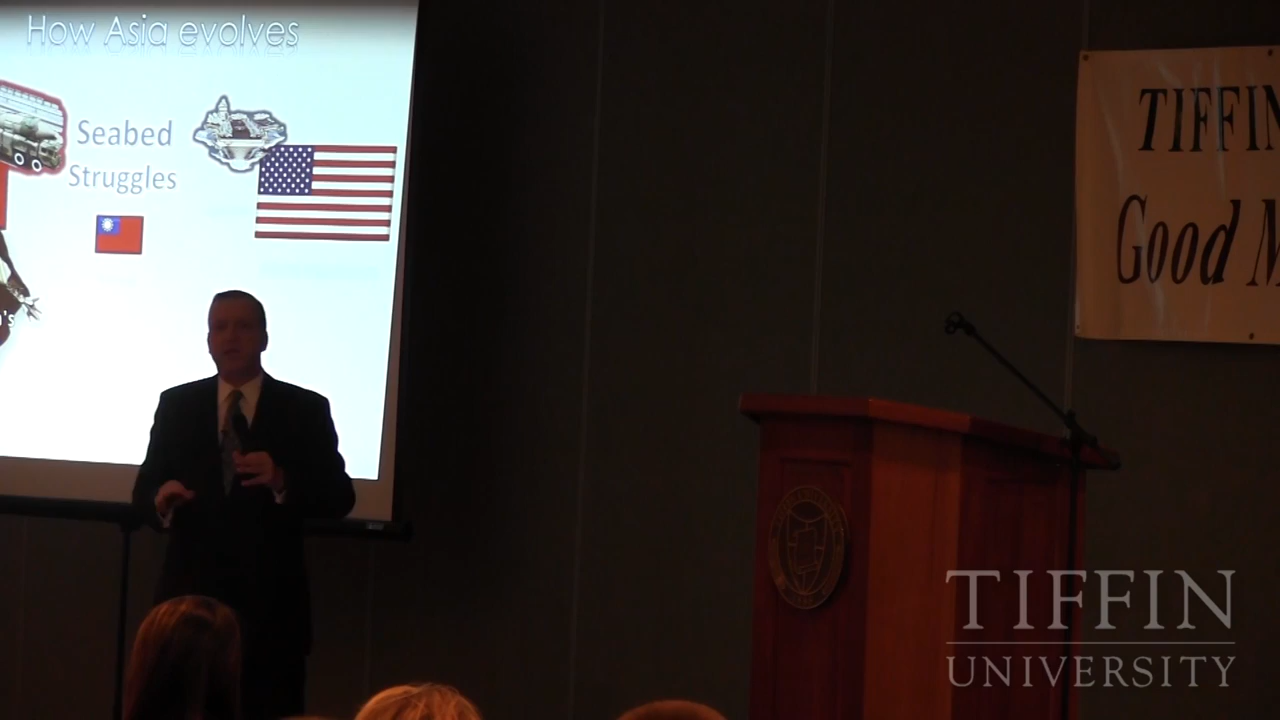 How Asia evolves
Seabed
Struggles
TIFFIN
Good
TIFFIN
UNIVERSITY